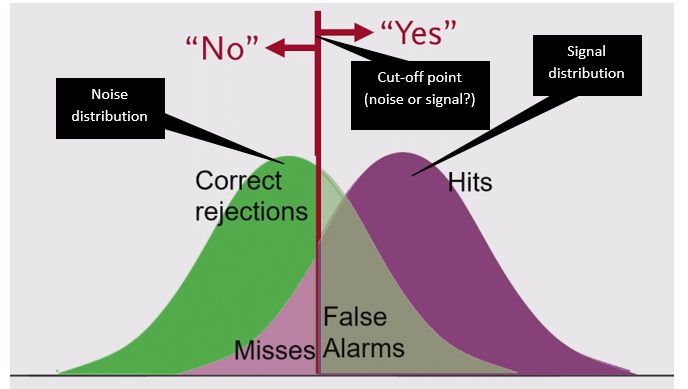 “No”
“Yes”
Noise
distribution
Cut-off point
(noise or signal?)
Signal
distribution
Correct
rejections
Hits
Misses
False
Alarms